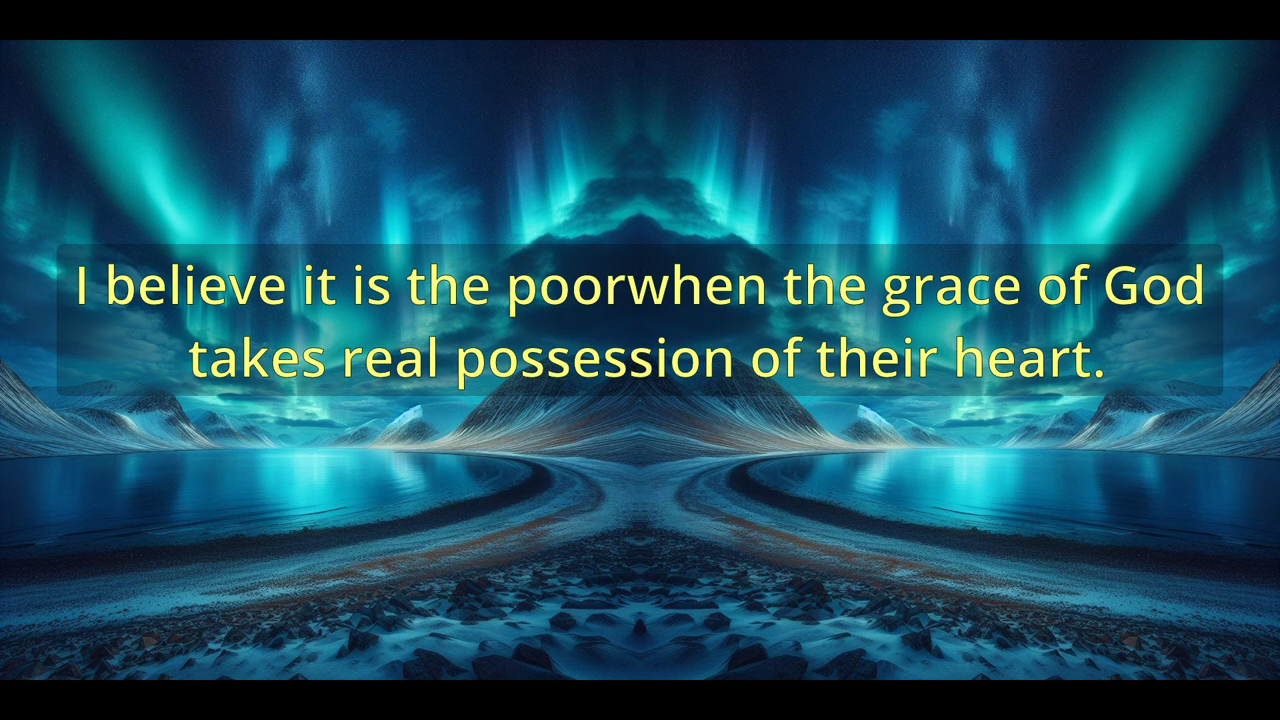 I believe it is the poorwhen the grace of God
takes real possession of their heart.